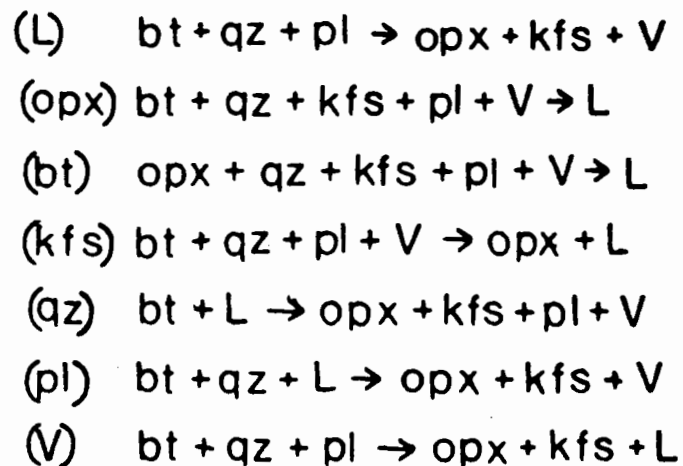 (L) bt + qz + pl → opx + kfs + V
(opx) bt + qz + kfs + pl + V → L
(bt) opx + qz + kfs + pl + V → L
(kfs) bt + qz + pl + V → opx + L
(qz) bt + L → opx + kfs + pl + V
(pl) bt + qz + L → opx + kfs + V
(V) bt + qz + pl → opx + kfs + L